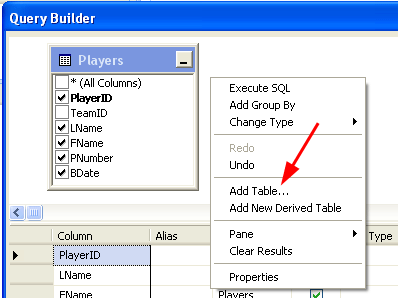 Query Builder
Players
* (All Columns)
PlayerID
TeamID
LName
FName
PNumber
BDate
Execute SQL
Add Group By
Change Type
Redo
Undo
Add Table...
Add New Derived Table
Pane
Clear Results
Properties
Column Alias Type
PlayerID
LName
FName Players